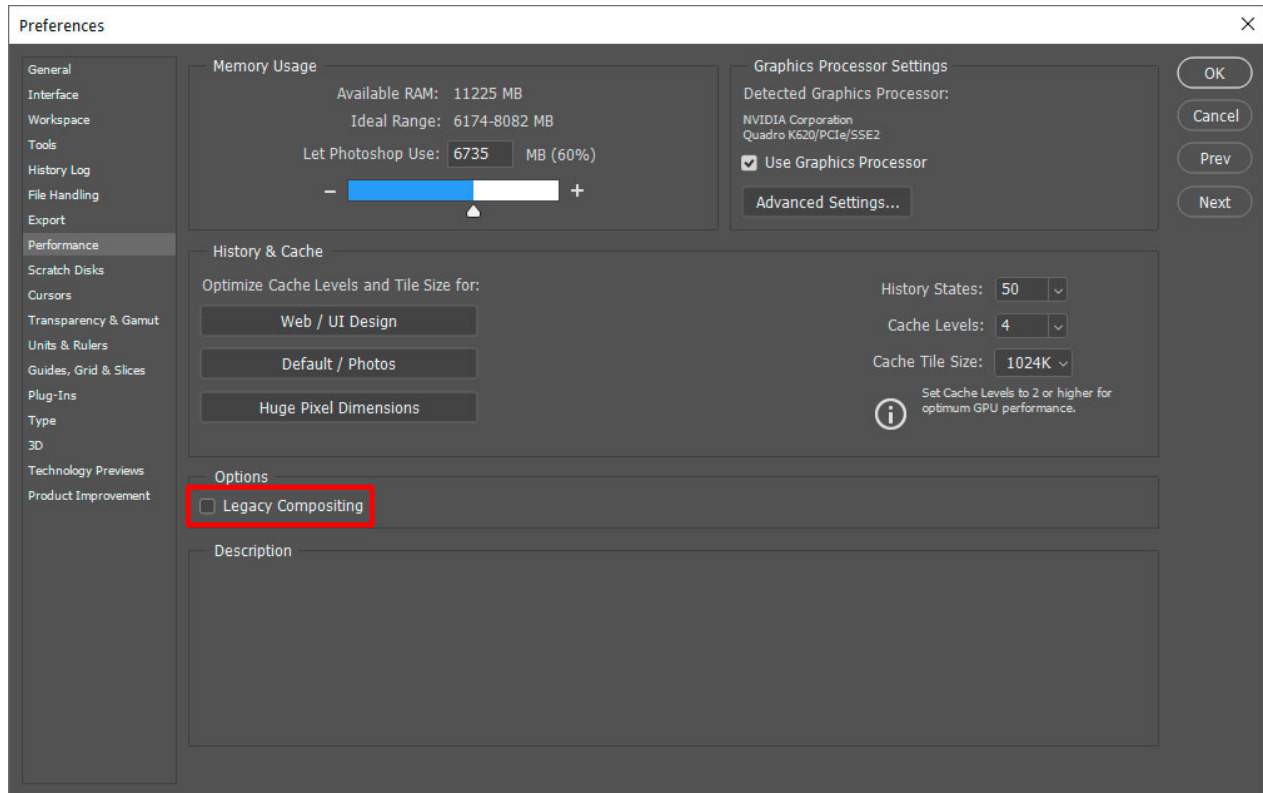 Preferences
General
Interface
Workspace
Tools
History Log
File Handling
Export
Performance
Scratch Disks
Cursors
Transparency & Gamut
Units & Rulers
Guides, Grid & Slices
Plug-Ins
Type
3D
Technology Previews
Product Improvement
Memory Usage
Available RAM: 11225 MB
Ideal Range: 6174-8082 MB
Let Photoshop Use: 6735 MB (60%)
− +
Graphics Processor Settings
Detected Graphics Processor:
NVIDIA Corporation
Quadro K620/PCIe/SSE2
Use Graphics Processor
Advanced Settings...
OK
Cancel
Prev
Next
History & Cache
Optimize Cache Levels and Tile Size for:
Web / UI Design
Default / Photos
Huge Pixel Dimensions
History States: 50
Cache Levels: 4
Cache Tile Size: 1024K
Set Cache Levels to 2 or higher for
optimum GPU performance.
Options
Legacy Compositing
Description